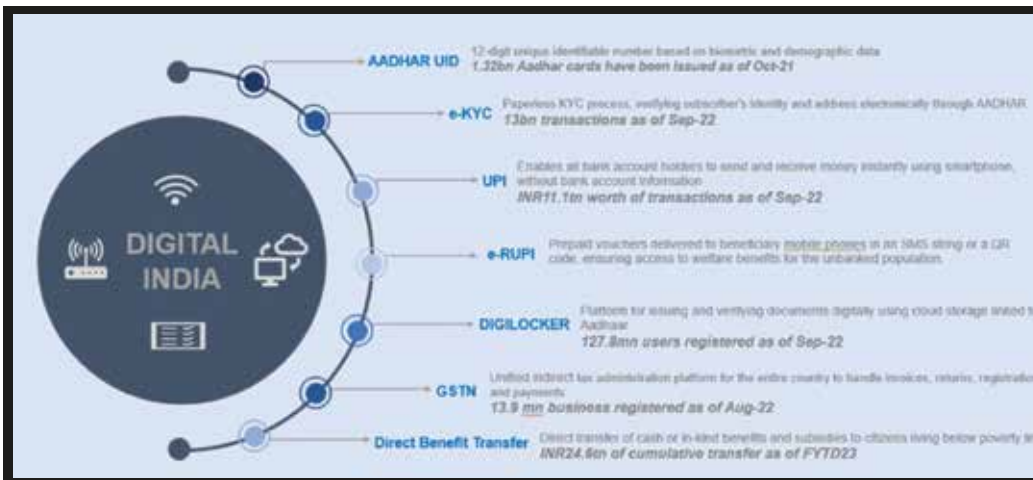 AADHAR UID
12-digit unique identifiable number based on biometric and demographic data
1.32bn Aadhar cards have been issued as of Oct-21
e-KYC
Paperless KYC process, verifying subscriber's identity and address electronically through AADHAR
13bn transactions as of Sep-22
UPI
Enables all bank account holders to send and receive money instantly using smartphone,
without bank account information
INR11.1tn worth of transactions as of Sep-22
DIGITAL
INDIA
e-RUPI
Prepaid vouchers delivered to beneficiary mobile phones in an SMS string or a QR
code, ensuring access to welfare benefits for the unbanked population.
DIGILOCKER
Platform for issuing and verifying documents digitally using cloud storage linked
Aadhaar
127.8mn users registered as of Sep-22
GSTN
Unified indirect tax administration platform for the entire country to handle invoices, returns, registration
and payments
13.9 mn business registered as of Aug-22
Direct Benefit Transfer
Direct transfer of cash or in-kind benefits and subsidies to citizens living below poverty
of cumulative transfer as of FYTD23